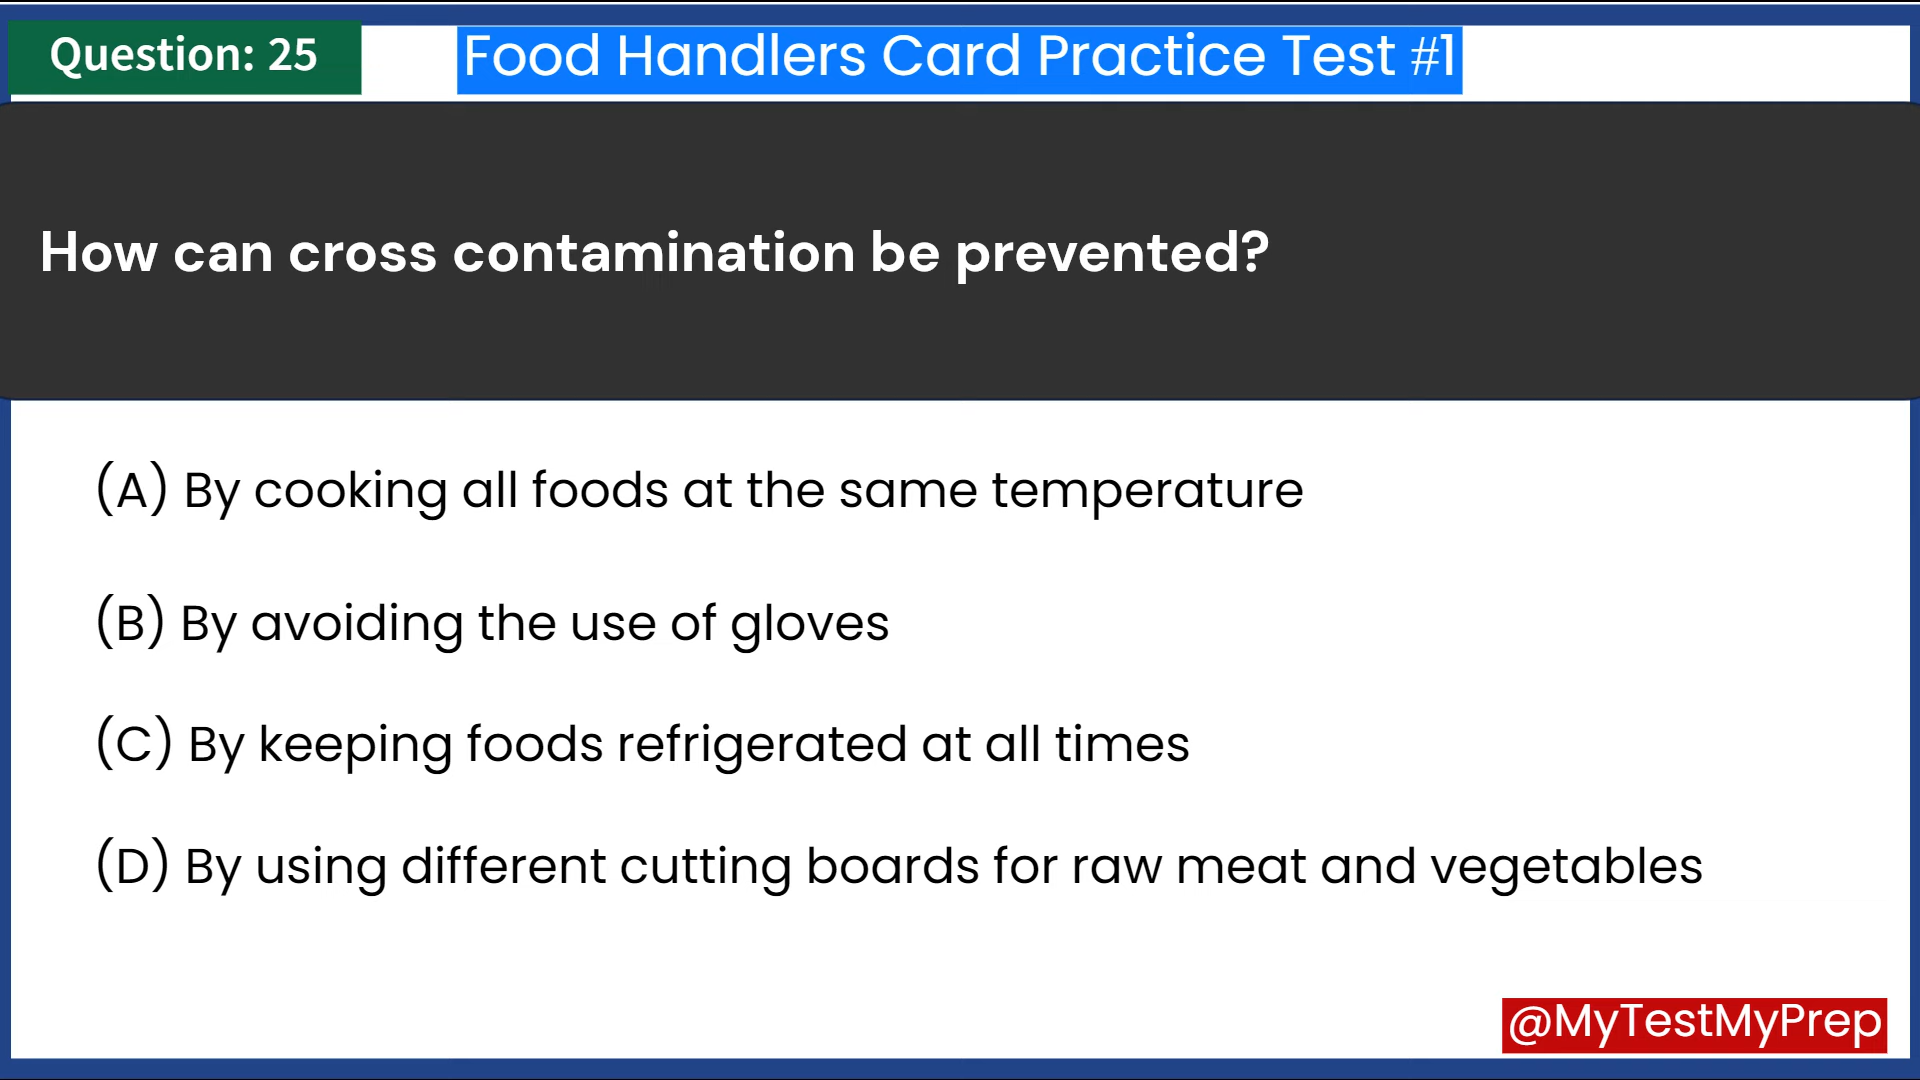 Question: 25
Food Handlers Card Practice Test #1
How can cross contamination be prevented?
(A) By cooking all foods at the same temperature
(B) By avoiding the use of gloves
(C) By keeping foods refrigerated at all times
(D) By using different cutting boards for raw meat and vegetables
@MyTestMyPrep